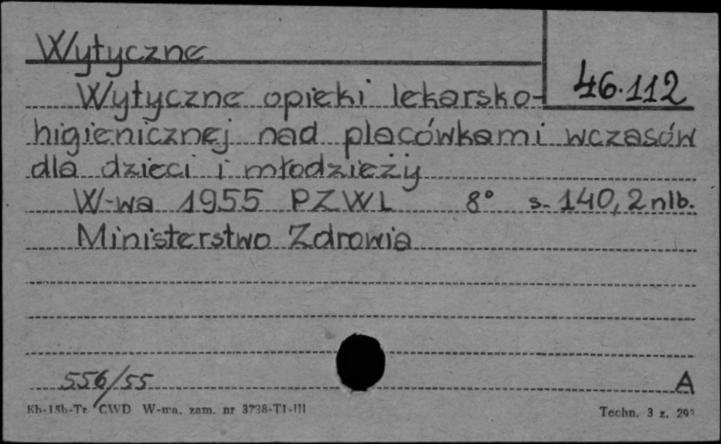 Wytyczne
46.112
Wytyczne opieki lekarsko-
higienicznej nad placówkami wczasów
dla dzieci i młodzieży
W-wa 1955 PZWL 8° s. 140, 2 nlb.
Ministerstwo Zdrowia
556/55
A
Kb-15b-Tr. CWD W-wa, zam. nr 3738-T1-III
Techn. 3 z. 29